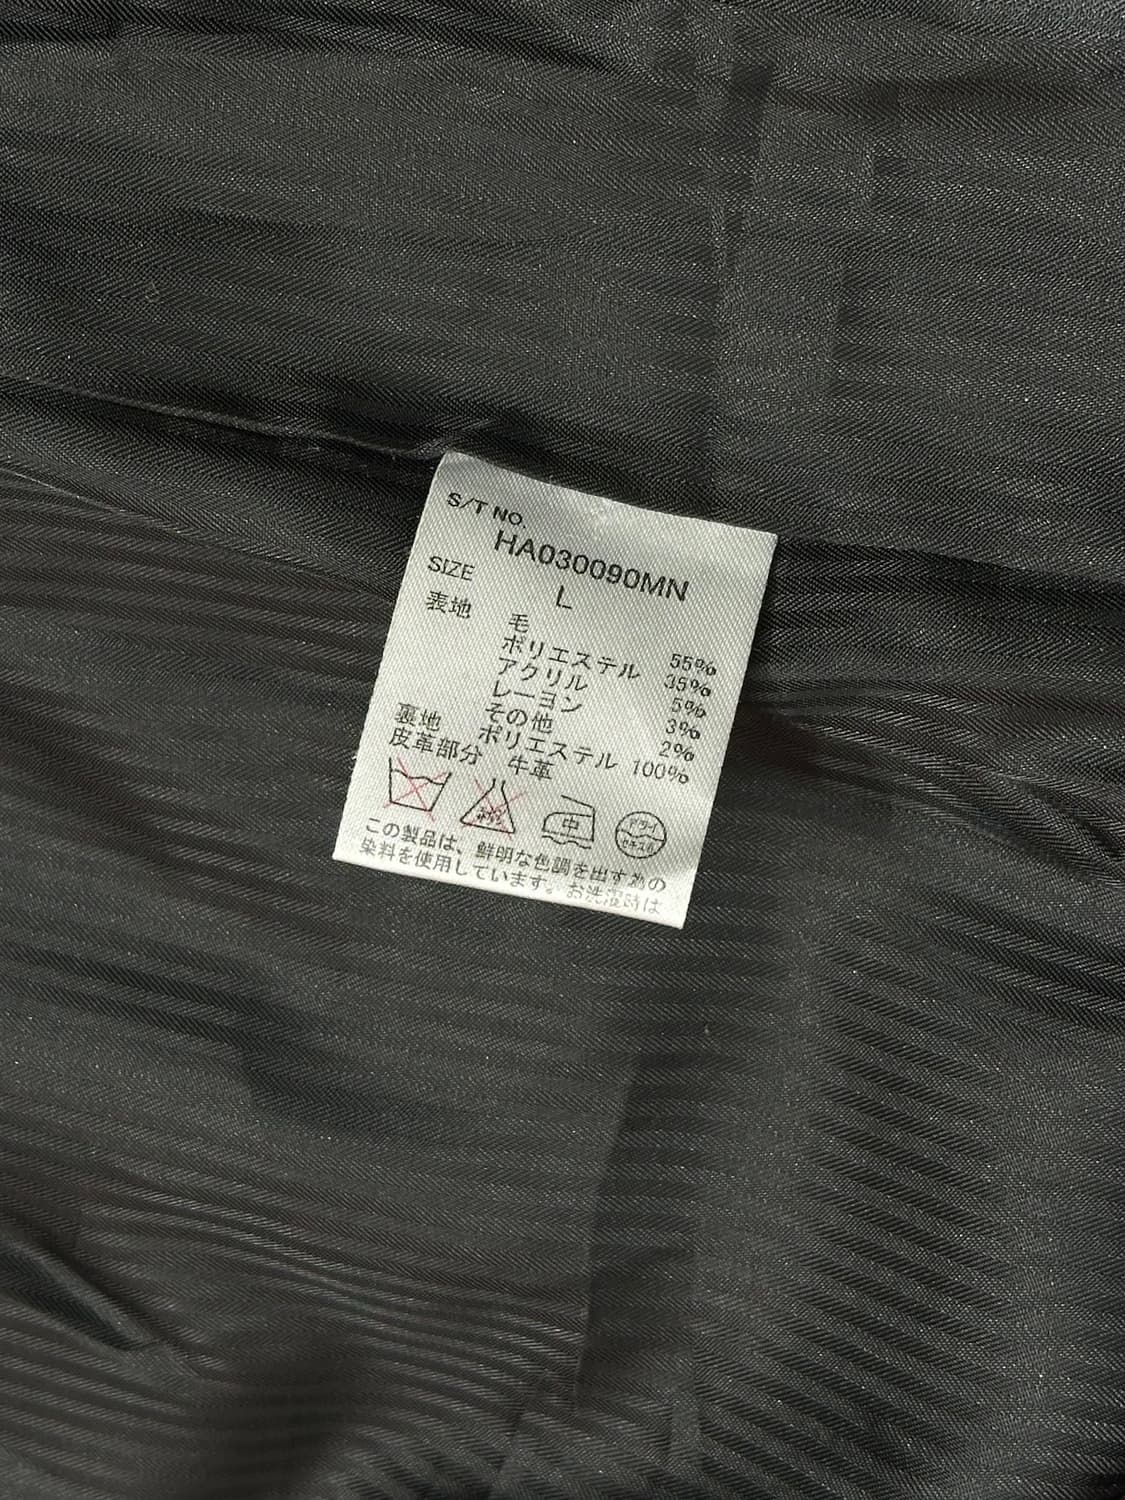 S/T NO.
HA030090MN
SIZE
L
表地
毛 55%
ポリエステル 35%
アクリル 5%
レーヨン 3%
その他 2%
裏地 ポリエステル 100%
皮革部分 牛革
中
ドライ
この製品は、鮮明な色調を出す為の
染料を使用しています。お洗濯時は